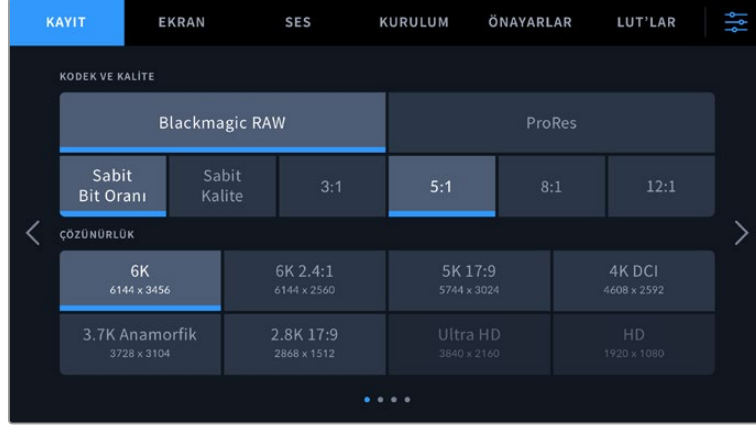 KAYIT EKRAN SES KURULUM ÖNAYARLAR LUT'LAR
KODEK VE KALİTE
Blackmagic RAW ProRes
Sabit Bit Oranı Sabit Kalite 3:1 5:1 8:1 12:1
ÇÖZÜNÜRLÜK
6K 6K 2.4:1 5K 17:9 4K DCI
6144 x 3456 6144 x 2560 5744 x 3024 4608 x 2592
3.7K Anamorfik 2.8K 17:9 Ultra HD HD
3728 x 3104 2868 x 1512 3840 x 2160 1920 x 1080